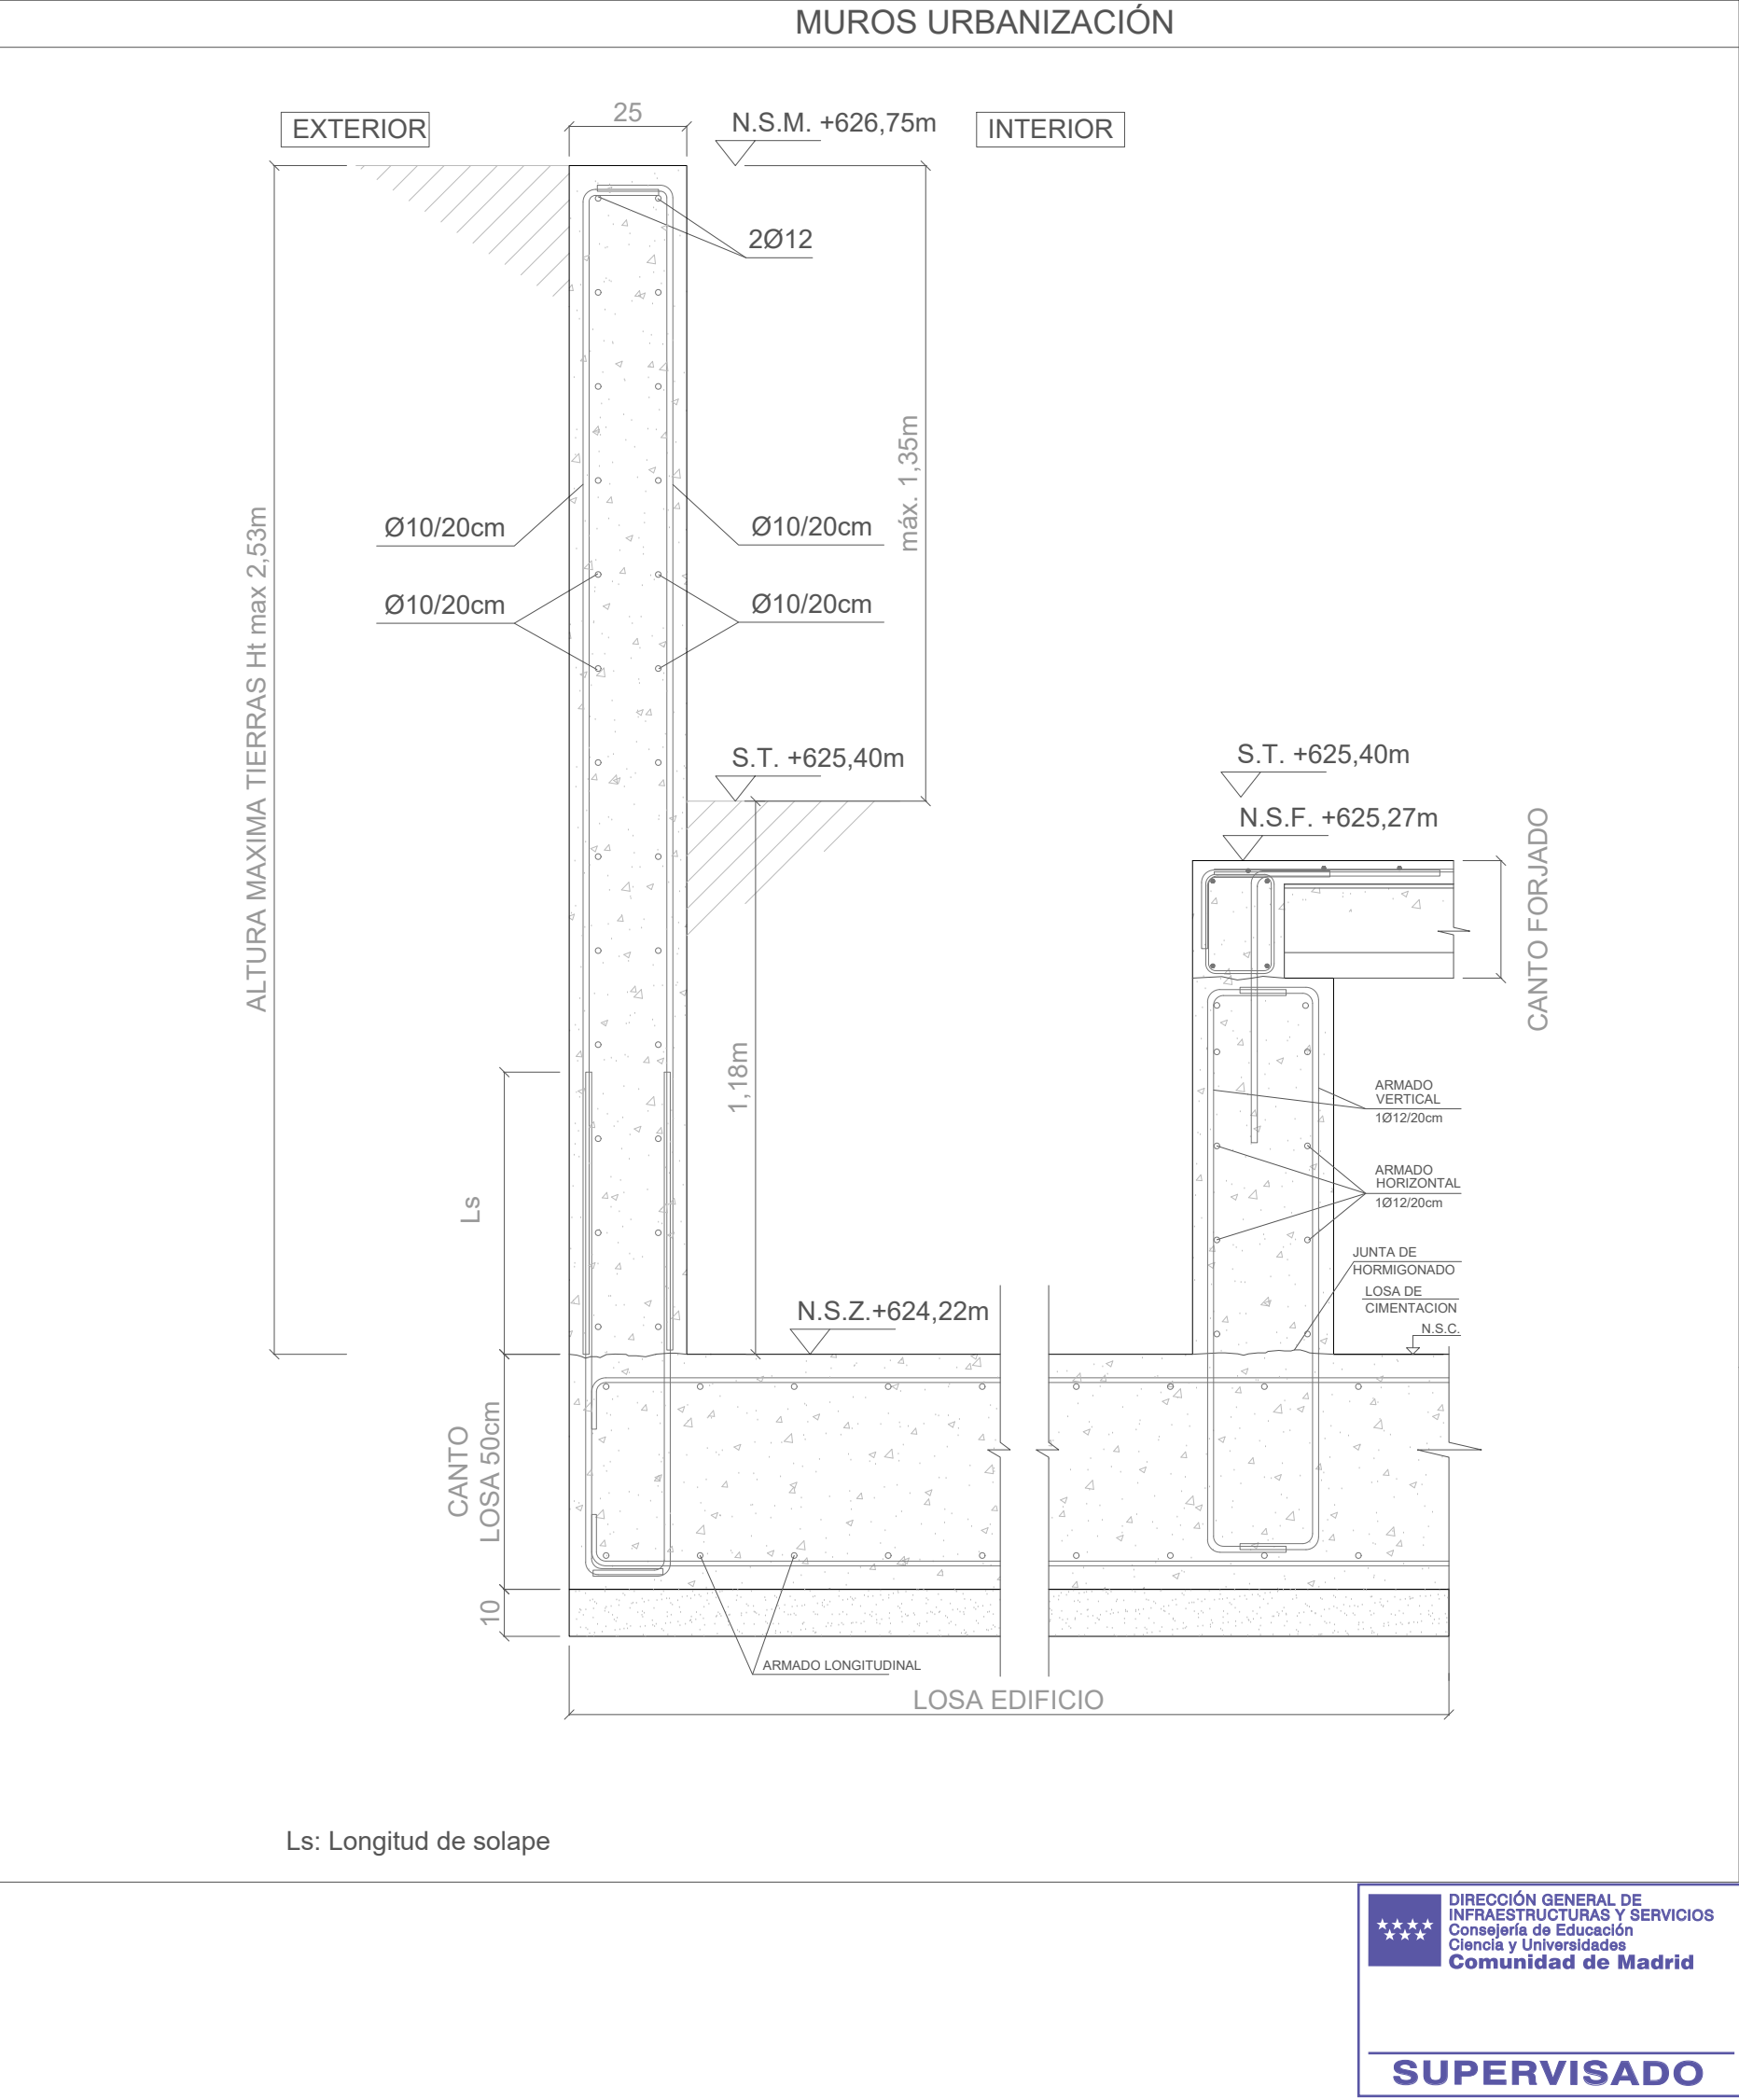 MUROS URBANIZACIÓN
EXTERIOR
25
N.S.M. +626,75m
INTERIOR
2Ø12
máx. 1,35m
ALTURA MAXIMA TIERRAS Ht max 2,53m
Ø10/20cm
Ø10/20cm
Ø10/20cm
Ø10/20cm
S.T. +625,40m
S.T. +625,40m
N.S.F. +625,27m
CANTO FORJADO
1,18m
ARMADO
VERTICAL
1Ø12/20cm
ARMADO
HORIZONTAL
1Ø12/20cm
Ls
JUNTA DE
HORMIGONADO
LOSA DE
CIMENTACION
N.S.C.
N.S.Z.+624,22m
CANTO
LOSA 50cm
10
ARMADO LONGITUDINAL
LOSA EDIFICIO
Ls: Longitud de solape
DIRECCIÓN GENERAL DE
INFRAESTRUCTURAS Y SERVICIOS
Consejería de Educación
Ciencia y Universidades
Comunidad de Madrid
SUPERVISADO